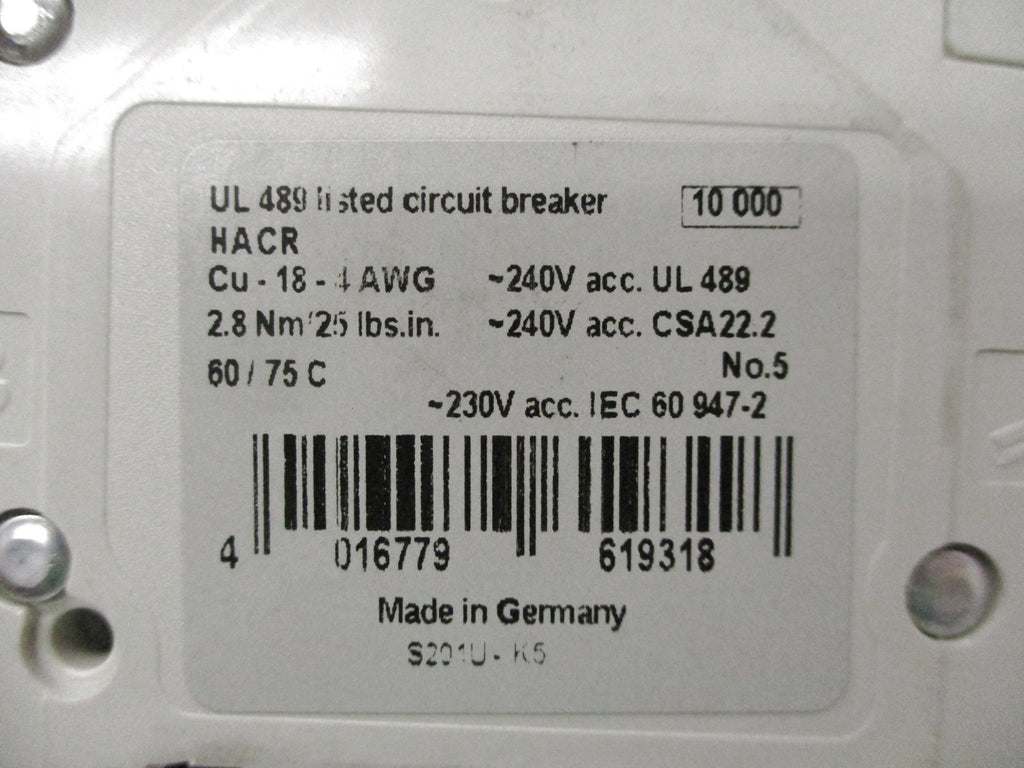 UL 489 listed circuit breaker 10 000
HACR
Cu - 18 - 4 AWG ~240V acc. UL 489
2.8 Nm/25 lbs.in. ~240V acc. CSA22.2
60 / 75 C No.5
~230V acc. IEC 60 947-2
4 016779 619318
Made in Germany
S201U - K5